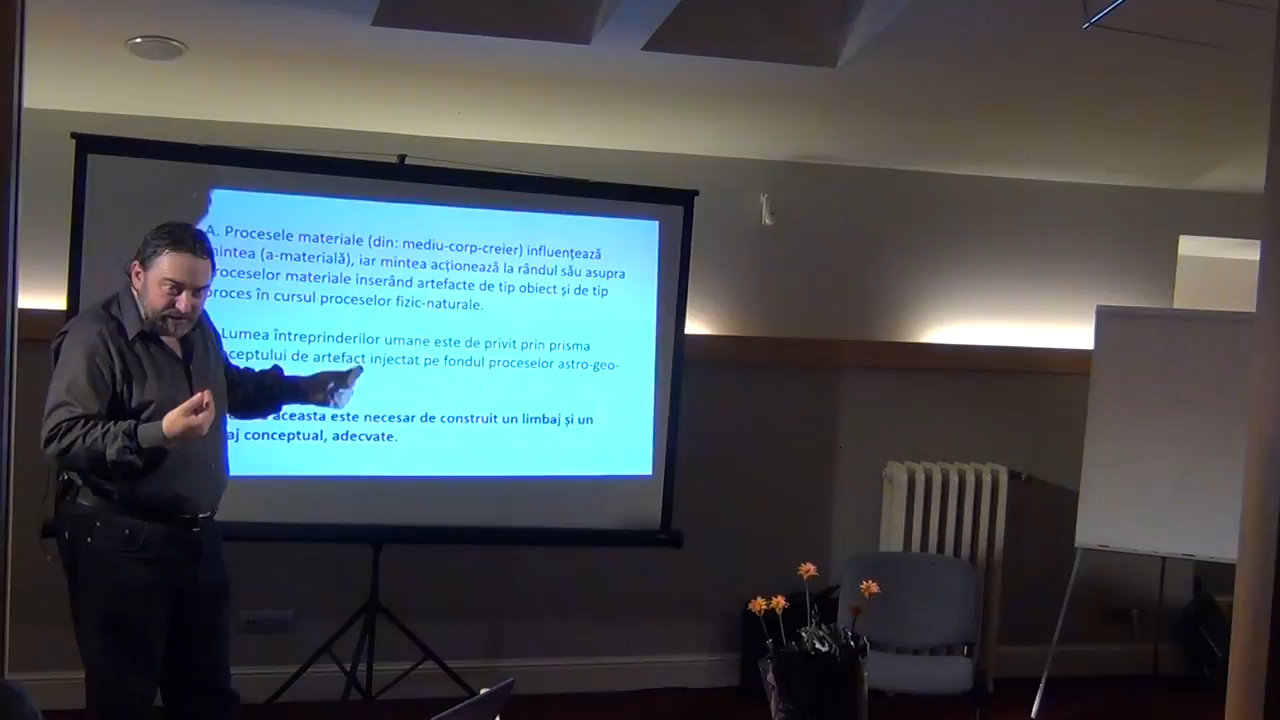 A. Procesele materiale (din: mediu-corp-creier) influențează
mintea (a-materială), iar mintea acționează la rândul său asupra
proceselor materiale inserând artefacte de tip obiect și de tip
proces în cursul proceselor fizic-naturale.
Lumea întreprinderilor umane este de privit prin prisma
ceptului de artefact injectat pe fondul proceselor astro-geo-
aceasta este necesar de construit un limbaj și un
aj conceptual, adecvate.